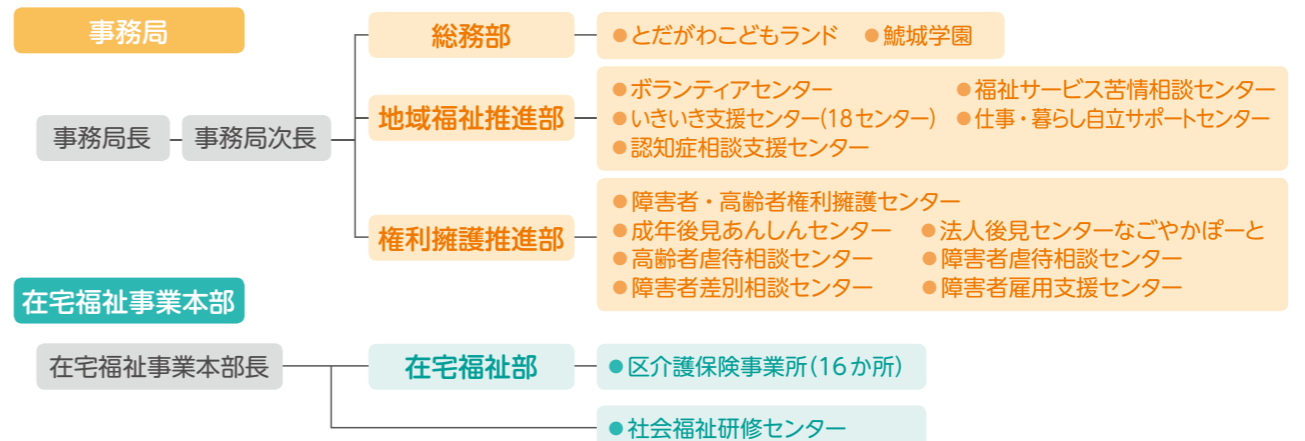 事務局
総務部
●とだがわこどもランド ●鯱城学園
事務局長 事務局次長
地域福祉推進部
●ボランティアセンター ●福祉サービス苦情相談センター
●いきいき支援センター(18センター) ●仕事・暮らし自立サポートセンター
●認知症相談支援センター
権利擁護推進部
●障害者・高齢者権利擁護センター
●成年後見あんしんセンター ●法人後見センターなごやかぽーと
●高齢者虐待相談センター ●障害者虐待相談センター
●障害者差別相談センター ●障害者雇用支援センター
在宅福祉事業本部
在宅福祉事業本部長
在宅福祉部
●区介護保険事業所(16か所)
●社会福祉研修センター